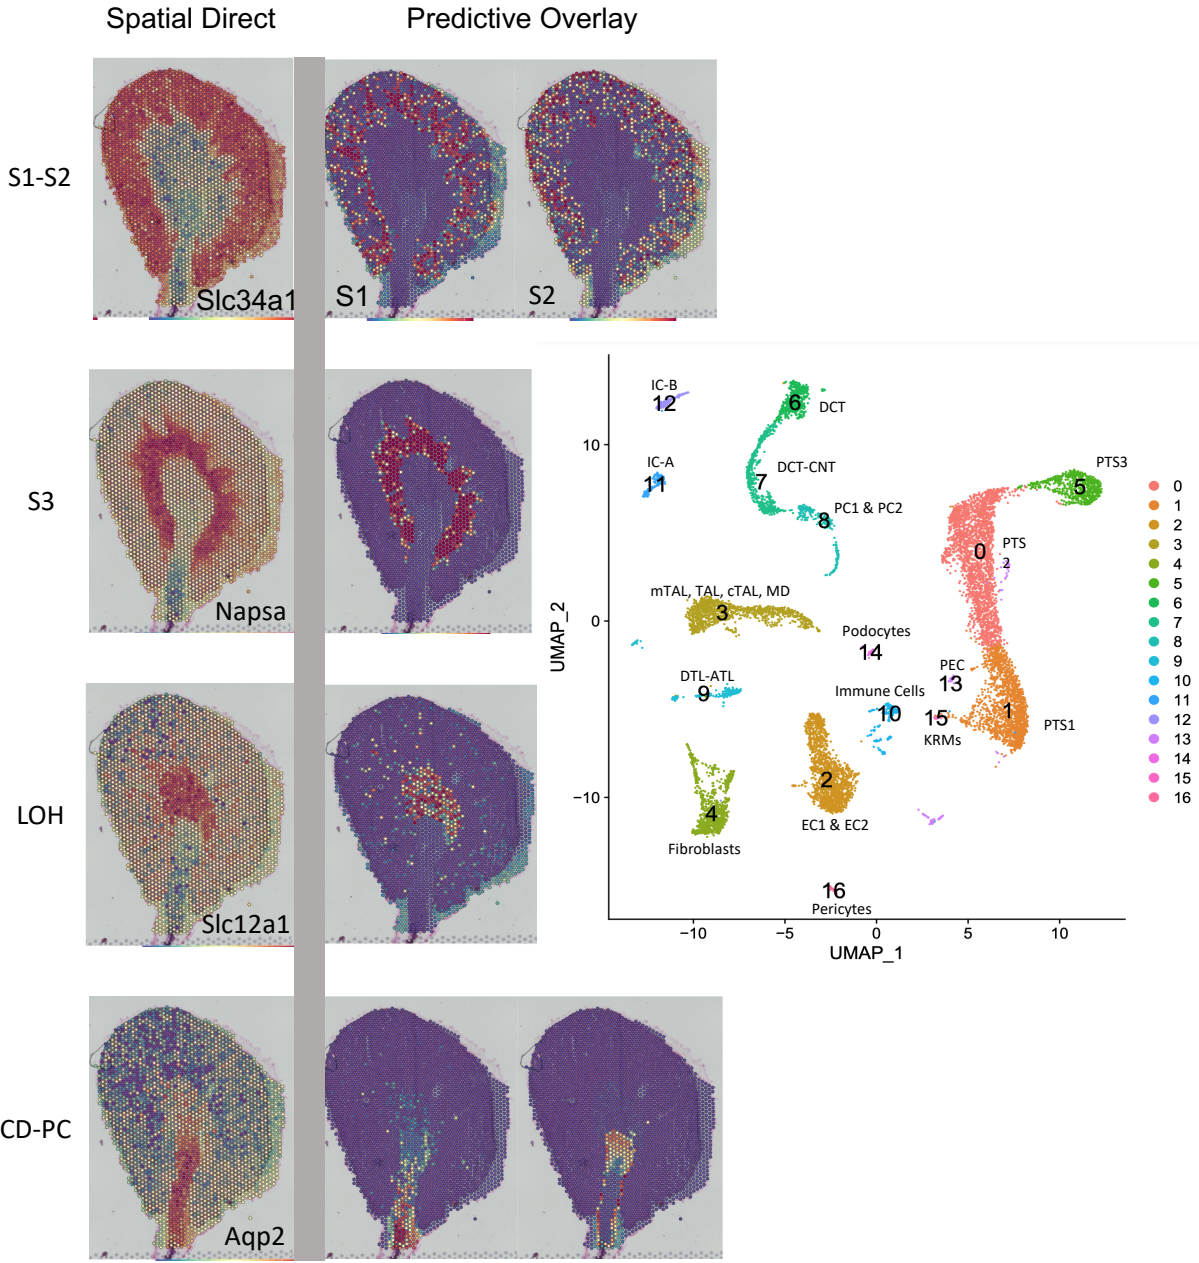 Spatial Direct
Predictive Overlay
S1-S2
Slc34a1
S1
S2
S3
Napsa
LOH
Slc12a1
CD-PC
Aqp2
IC-B
12
6
DCT
10
IC-A
11
DCT-CNT
7
PC1 & PC2
8
PTS3
5
0
PTS
2
mTAL, TAL, cTAL, MD
3
0
Podocytes
14
PEC
13
DTL-ATL
9
Immune Cells
10
15
KRMs
1
PTS1
−10
2
EC1 & EC2
4
Fibroblasts
16
Pericytes
−10
−5
0
5
10
UMAP_1
UMAP_2
0
1
2
3
4
5
6
7
8
9
10
11
12
13
14
15
16